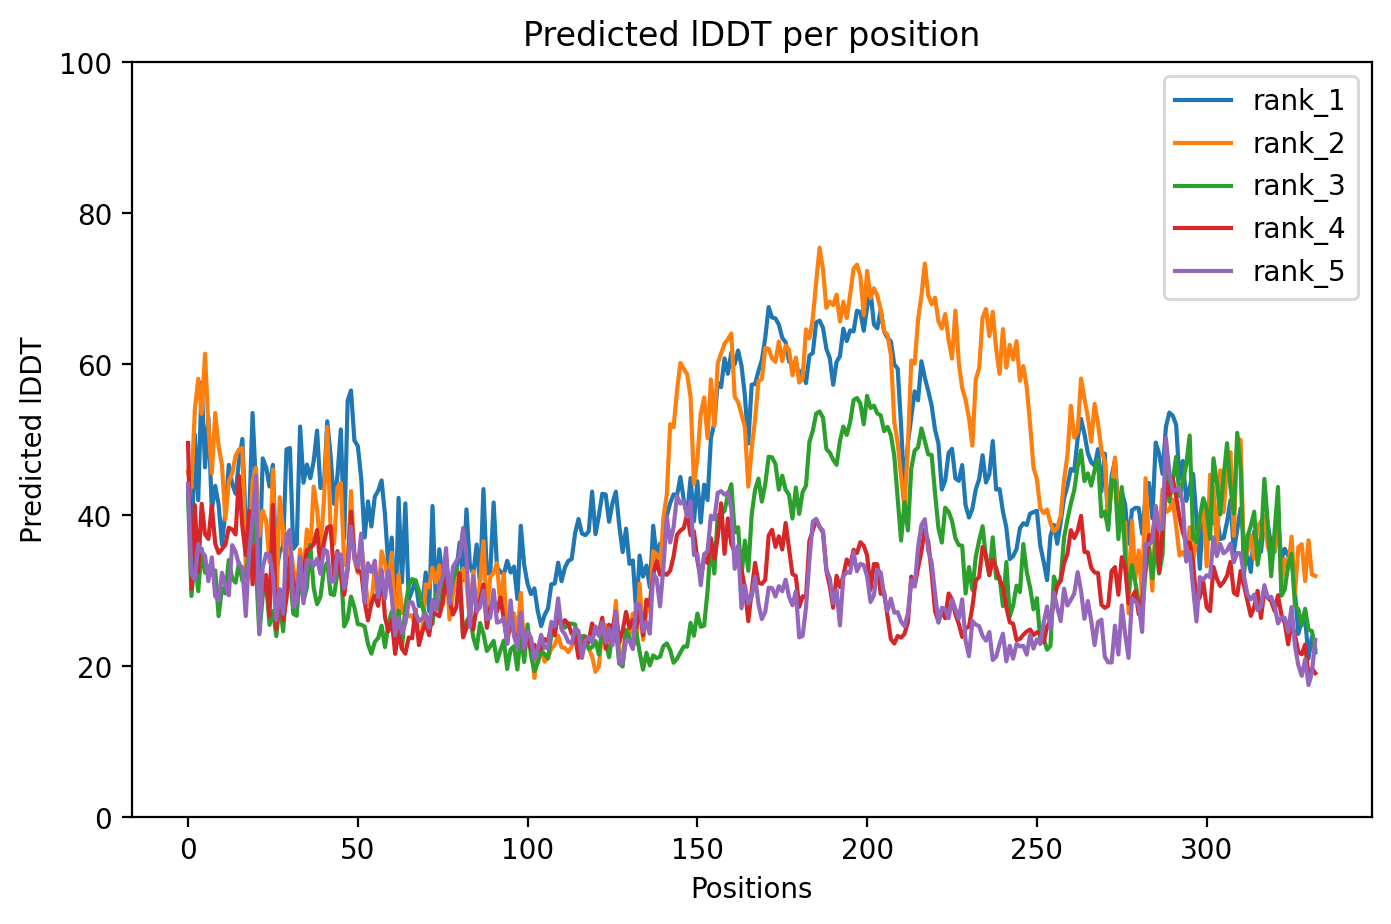 Predicted lDDT per position
100
80
60
40
20
0
Predicted lDDT
0 50 100 150 200 250 300
Positions
rank_1
rank_2
rank_3
rank_4
rank_5